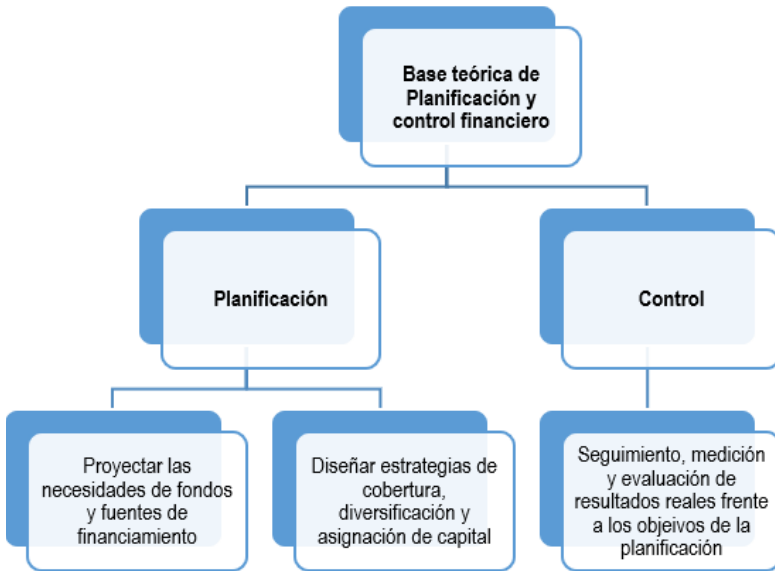 Base teórica de
Planificación y
control financiero
Planificación
Control
Proyectar las
necesidades de fondos
y fuentes de
financiamiento
Diseñar estrategias de
cobertura,
diversificación y
asignación de capital
Seguimiento, medición
y evaluación de
resultados reales frente
a los objeivos de la
planificación